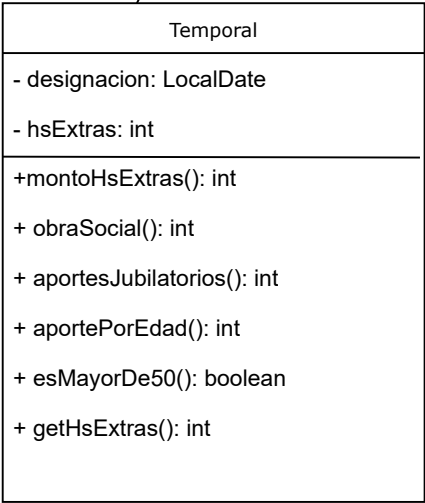 Temporal
- designacion: LocalDate
- hsExtras: int
+montoHsExtras(): int
+ obraSocial(): int
+ aportesJubilatorios(): int
+ aportePorEdad(): int
+ esMayorDe50(): boolean
+ getHsExtras(): int